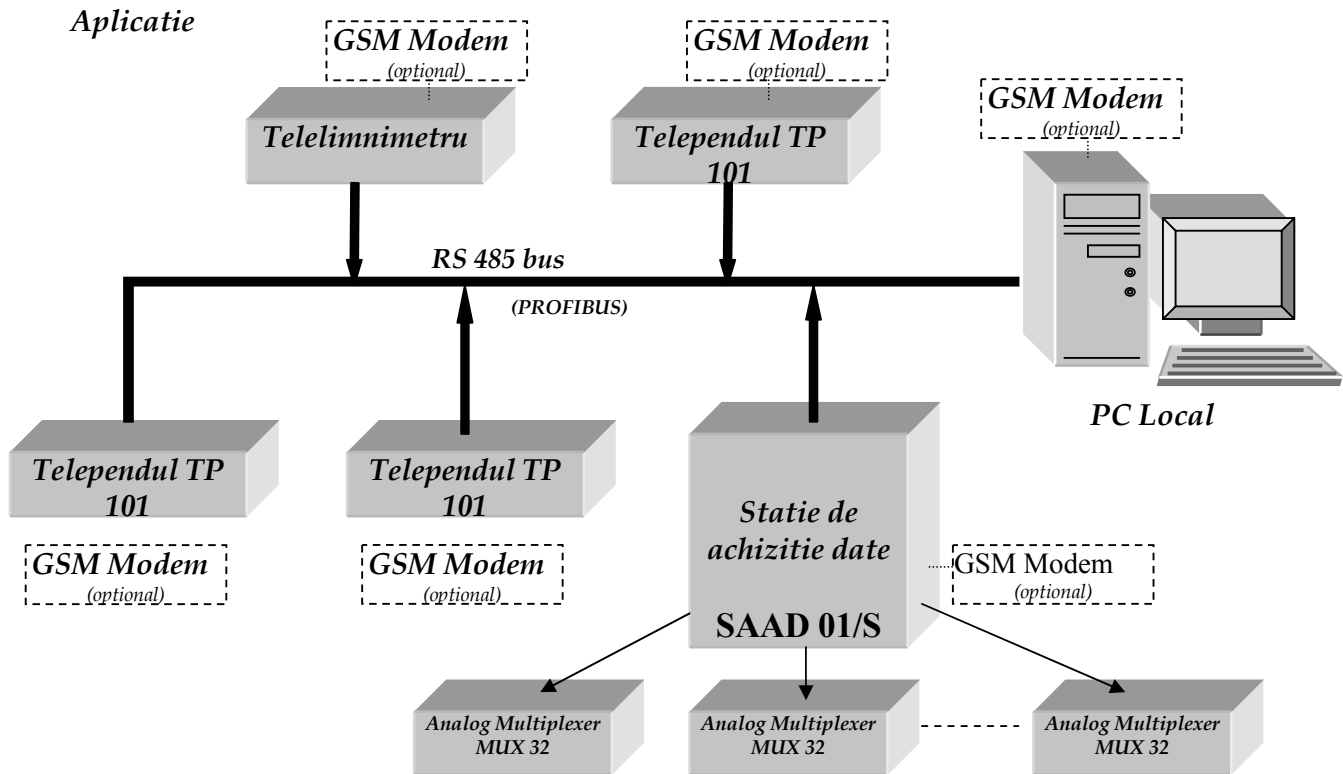 Aplicatie
GSM Modem
(optional)
GSM Modem
(optional)
GSM Modem
(optional)
Telelimnimetru
Telependul TP
101
RS 485 bus
(PROFIBUS)
PC Local
Telependul TP
101
Telependul TP
101
GSM Modem
(optional)
GSM Modem
(optional)
Statie de
achizitie date
SAAD 01/S
GSM Modem
(optional)
Analog Multiplexer
MUX 32
Analog Multiplexer
MUX 32
Analog Multiplexer
MUX 32